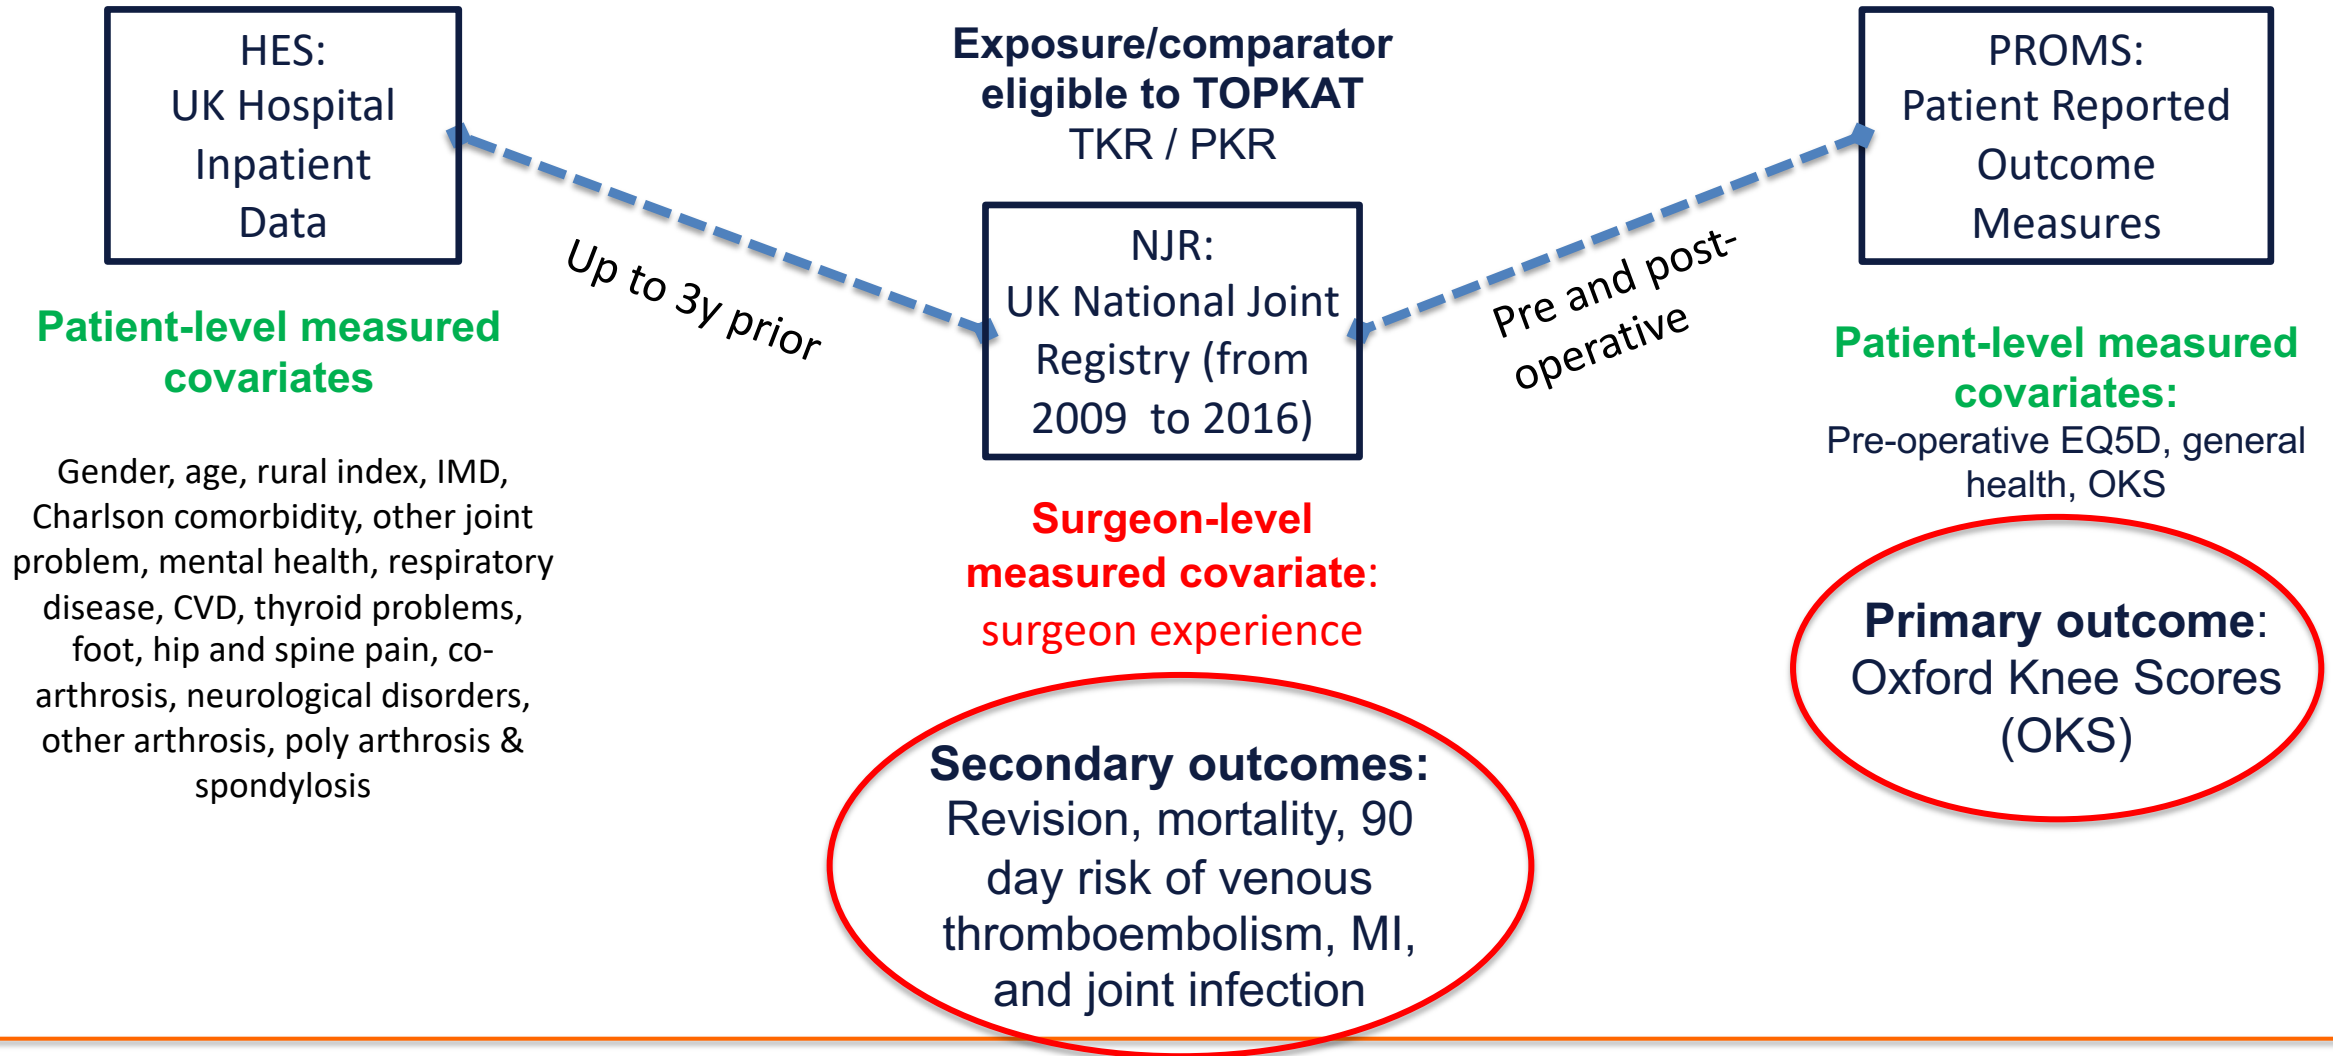 HES:
UK Hospital
Inpatient
Data
Patient-level measured
covariates
Gender, age, rural index, IMD,
Charlson comorbidity, other joint
problem, mental health, respiratory
disease, CVD, thyroid problems,
foot, hip and spine pain, co-
arthrosis, neurological disorders,
other arthrosis, poly arthrosis &
spondylosis
Up to 3y prior
Exposure/comparator
eligible to TOPKAT
TKR / PKR
NJR:
UK National Joint
Registry (from
2009 to 2016)
Surgeon-level
measured covariate:
surgeon experience
Secondary outcomes:
Revision, mortality, 90
day risk of venous
thromboembolism, MI,
and joint infection
Pre and post-
operative
PROMS:
Patient Reported
Outcome
Measures
Patient-level measured
covariates:
Pre-operative EQ5D, general
health, OKS
Primary outcome:
Oxford Knee Scores
(OKS)